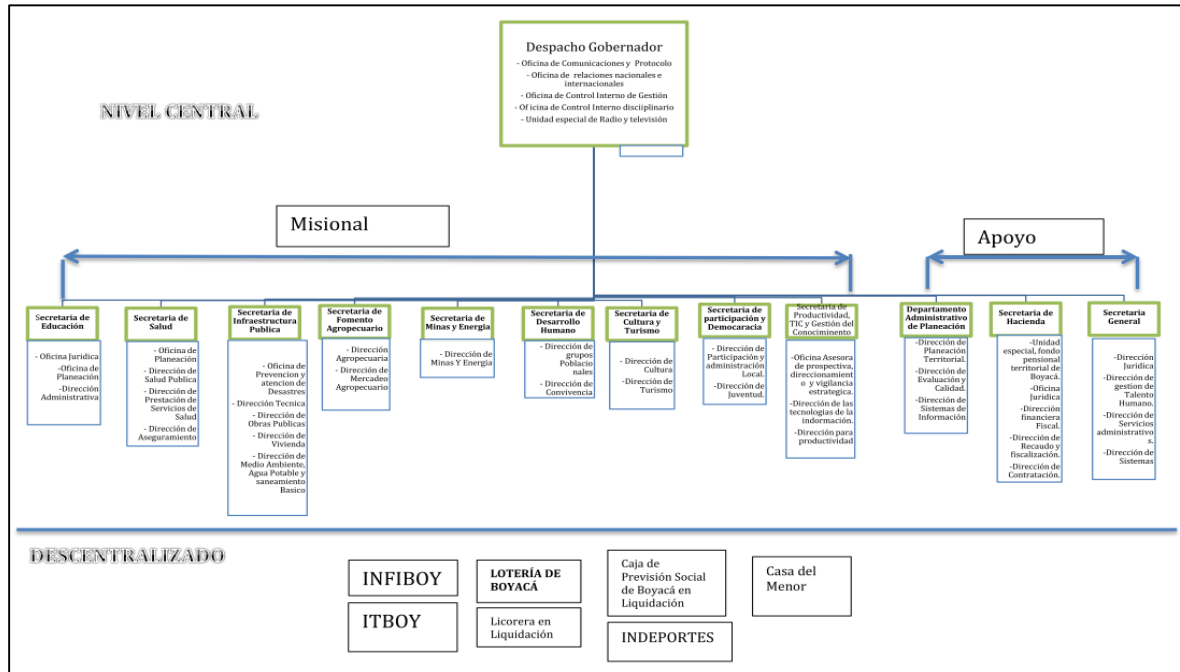 Despacho Gobernador
- Oficina de Comunicaciones y Protocolo
- Oficina de relaciones nacionales e
internacionales
- Oficina de Control Interno de Gestión
- Oficina de Control Interno disciiplinario
- Unidad especial de Radio y televisión
NIVEL CENTRAL
Misional
Apoyo
Secretaria de
Educación
- Oficina Juridica
-Oficina de
Planeación
-Dirección
Administrativa
Secretaria de
Salud
- Oficina de
Planeación
- Dirección de
Salud Publica
- Dirección de
Prestación de
Servicios de
Salud
- Dirección de
Aseguramiento
Secretaria de
Infraestructura
Publica
- Oficina de
Prevencion y
atencion de
Desastres
- Dirección Tecnica
- Dirección de
Obras Publicas
- Dirección de
Vivienda
- Dirección de
Medio Ambiente,
Agua Potable y
saneamiento
Basico
Secretaria de
Fomento
Agropecuario
- Dirección
Agropecuaria
- Dirección de
Mercadeo
Agropecuario
Secretaria de
Minas y Energia
- Dirección de
Minas Y Energia
Secretaria de
Desarrollo
Humano
- Dirección de
grupos
Poblacio
nales
- Dirección de
Convivencia
Secretaria de
Cultura y
Turismo
- Dirección de
Cultura
- Dirección de
Turismo
Secretaria de
participación y
Democaracia
- Dirección de
Participación y
administración
Local.
-Dirección de
Juventud.
Secretaria de
Productividad,
TIC y Gestión del
Conocimiento
-Oficina Asesora
de prospectiva,
direccionamient
o y vigilancia
estrategica.
-Dirección de las
tecnologias de la
indormación.
-Dirección para
productividad
Departamento
Administrativo
de Planeación
-Dirección de
Planeación
Territorial.
-Dirección de
Evaluación y
Calidad.
-Dirección de
Sistemas de
Información
Secretaria de
Hacienda
-Unidad
especial, fondo
pensional
territorial de
Boyacá.
-Oficina
Juridica
-Dirección
financiera
Fiscal.
-Dirección de
Recaudo y
fiscalización.
-Dirección de
Contratación.
Secretaria
General
-Dirección
Juridica
-Dirección de
gestion de
Talento
Humano.
-Dirección de
Servicios
administrativo
s.
-Dirección de
Sistemas
DESCENTRALIZADO
INFIBOY
LOTERÍA DE
BOYACÁ
Caja de
Previsión Social
de Boyacá en
Liquidación
Casa del
Menor
ITBOY
Licorera en
Liquidación
INDEPORTES